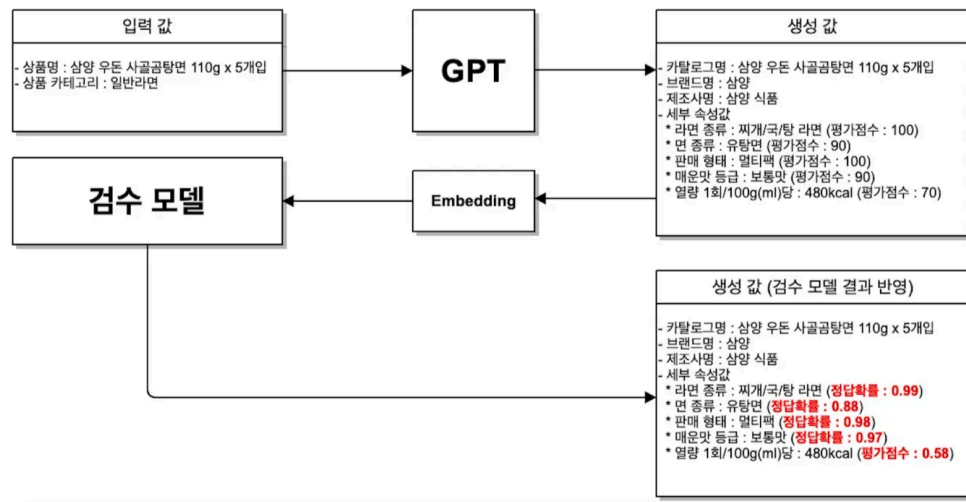 입력 값
- 상품명 : 삼양 우돈 사골곰탕면 110g x 5개입
- 상품 카테고리 : 일반라면
GPT
생성 값
- 카탈로그명 : 삼양 우돈 사골곰탕면 110g x 5개입
- 브랜드명 : 삼양
- 제조사명 : 삼양 식품
- 세부 속성값
* 라면 종류 : 찌개/국/탕 라면 (평가점수 : 100)
* 면 종류 : 유탕면 (평가점수 : 90)
* 판매 형태 : 멀티팩 (평가점수 : 100)
* 매운맛 등급 : 보통맛 (평가점수 : 90)
* 열량 1회/100g(ml)당 : 480kcal (평가점수 : 70)
Embedding
검수 모델
생성 값 (검수 모델 결과 반영)
- 카탈로그명 : 삼양 우돈 사골곰탕면 110g x 5개입
- 브랜드명 : 삼양
- 제조사명 : 삼양 식품
- 세부 속성값
* 라면 종류 : 찌개/국/탕 라면 (정답확률 : 0.99)
* 면 종류 : 유탕면 (정답확률 : 0.88)
* 판매 형태 : 멀티팩 (정답확률 : 0.98)
* 매운맛 등급 : 보통맛 (정답확률 : 0.97)
* 열량 1회/100g(ml)당 : 480kcal (평가점수 : 0.58)